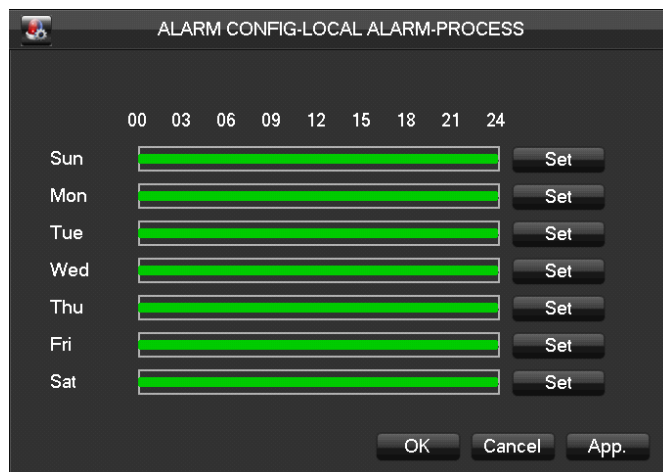 ALARM CONFIG-LOCAL ALARM-PROCESS
00 03 06 09 12 15 18 21 24
Sun Set
Mon Set
Tue Set
Wed Set
Thu Set
Fri Set
Sat Set
OK Cancel App.